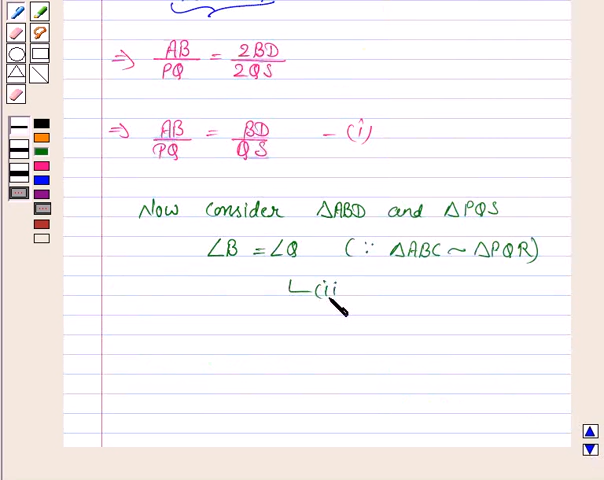 ⇒ AB/PQ = 2BD/2QS
⇒ AB/PQ = BD/QS – (i)
Now consider ΔABD and ΔPQS
∠B = ∠Q (∵ ΔABC ~ ΔPQR)
(ii